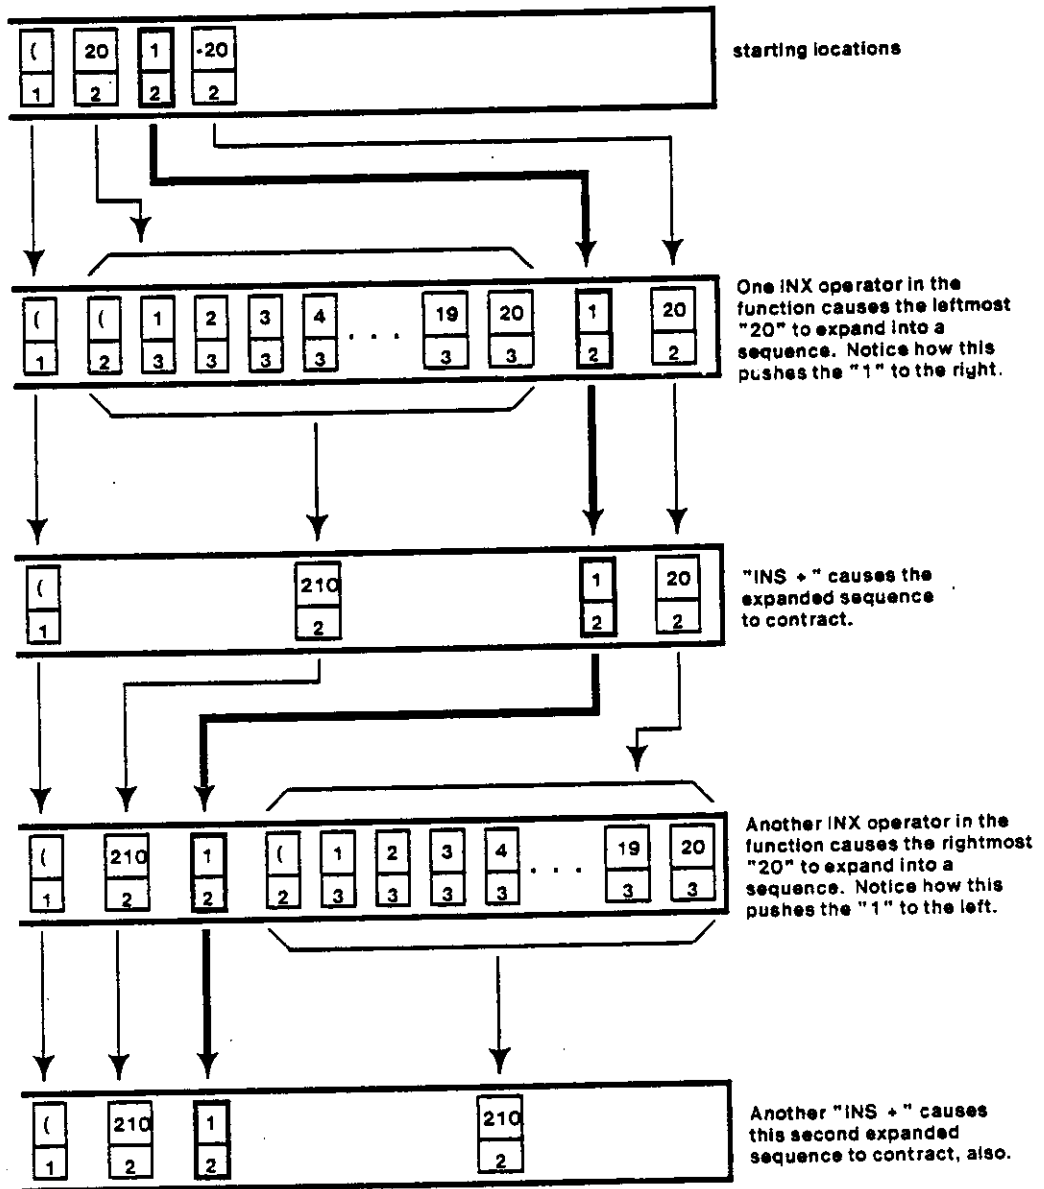 ( 20 1 -20
1 2 2 2
starting locations
( ( 1 2 3 4 . . . 19 20 1 20
1 2 3 3 3 3 3 3 2 2
One INX operator in the
function causes the leftmost
"20" to expand into a
sequence. Notice how this
pushes the "1" to the right.
( 210 1 20
1 2 2 2
"INS + " causes the
expanded sequence
to contract.
( 210 1 ( 1 2 3 4 . . . 19 20
1 2 2 2 3 3 3 3 3 3
Another INX operator in the
function causes the rightmost
"20" to expand into a
sequence. Notice how this
pushes the "1" to the left.
( 210 1 210
1 2 2 2
Another "INS + " causes
this second expanded
sequence to contract, also.